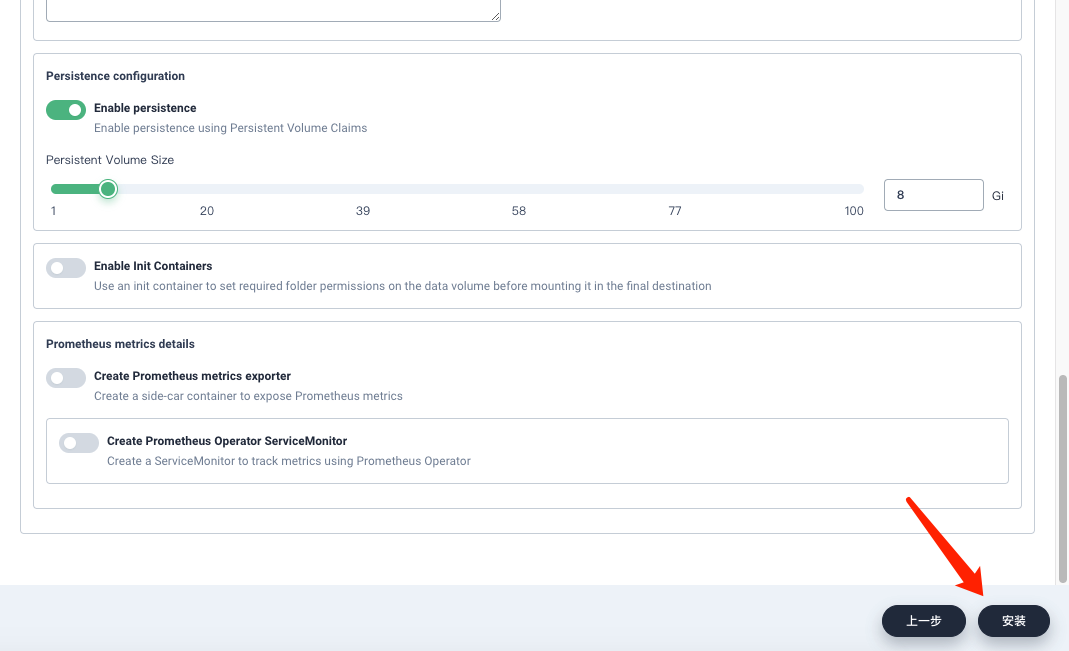 Persistence configuration
Enable persistence
Enable persistence using Persistent Volume Claims
Persistent Volume Size
8 Gi
1 20 39 58 77 100
Enable Init Containers
Use an init container to set required folder permissions on the data volume before mounting it in the final destination
Prometheus metrics details
Create Prometheus metrics exporter
Create a side-car container to expose Prometheus metrics
Create Prometheus Operator ServiceMonitor
Create a ServiceMonitor to track metrics using Prometheus Operator
上一步 安装